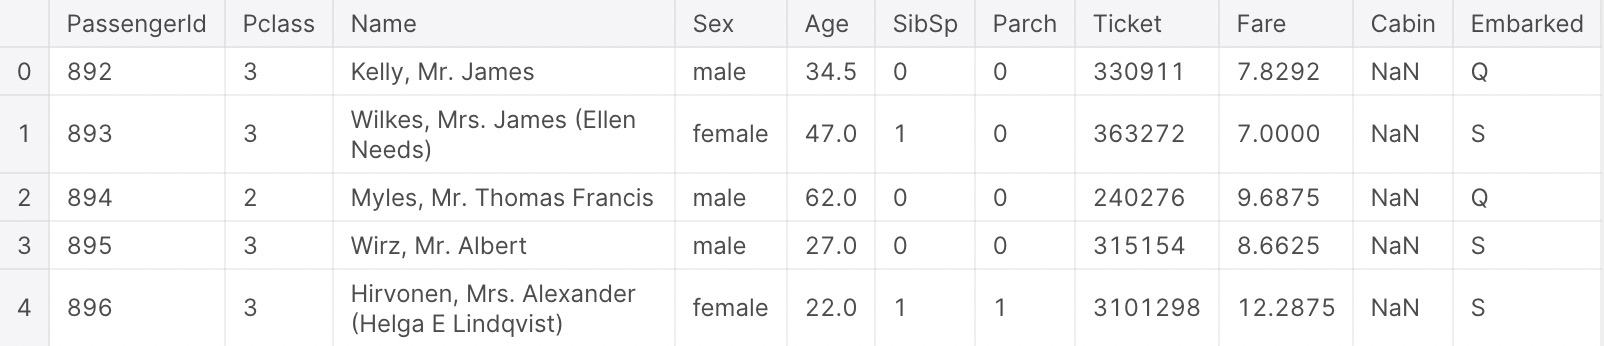 PassengerId Pclass Name Sex Age SibSp Parch Ticket Fare Cabin Embarked
0 892 3 Kelly, Mr. James male 34.5 0 0 330911 7.8292 NaN Q
1 893 3 Wilkes, Mrs. James (Ellen Needs) female 47.0 1 0 363272 7.0000 NaN S
2 894 2 Myles, Mr. Thomas Francis male 62.0 0 0 240276 9.6875 NaN Q
3 895 3 Wirz, Mr. Albert male 27.0 0 0 315154 8.6625 NaN S
4 896 3 Hirvonen, Mrs. Alexander (Helga E Lindqvist) female 22.0 1 1 3101298 12.2875 NaN S